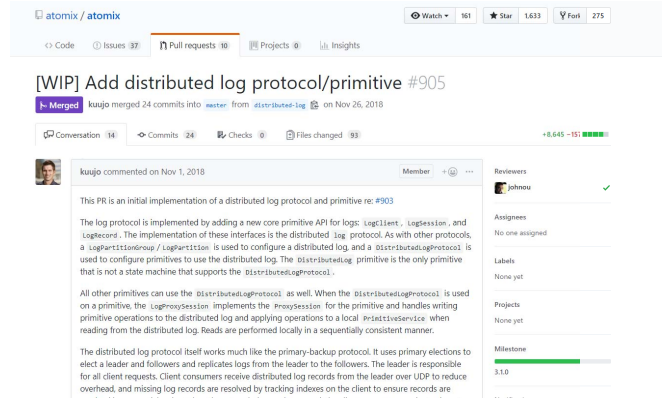 atomix / atomix
Watch 161 Star 1,633 Fork 275
Code Issues 37 Pull requests 10 Projects 0 Insights
[WIP] Add distributed log protocol/primitive #905
Merged kuujo merged 24 commits into master from distributed-log on Nov 26, 2018
Conversation 14 Commits 24 Checks 0 Files changed 93 +8,645 −157
kuujo commented on Nov 1, 2018 Member
This PR is an initial implementation of a distributed log protocol and primitive re: #903
The log protocol is implemented by adding a new core primitive API for logs: LogClient, LogSession, and
LogRecord. The implementation of these interfaces is the distributed log protocol. As with other protocols,
a LogPartitionGroup / LogPartition is used to configure a distributed log, and a DistributedLogProtocol is
used to configure primitives to use the distributed log. The DistributedLog primitive is the only primitive
that is not a state machine that supports the DistributedLogProtocol.
All other primitives can use the DistributedLogProtocol as well. When the DistributedLogProtocol is used
on a primitive, the LogProxySession implements the ProxySession for the primitive and handles writing
primitive operations to the distributed log and applying operations to a local PrimitiveService when
reading from the distributed log. Reads are performed locally in a sequentially consistent manner.
The distributed log protocol itself works much like the primary-backup protocol. It uses primary elections to
elect a leader and followers and replicates logs from the leader to the followers. The leader is responsible
for all client requests. Client consumers receive distributed log records from the leader over UDP to reduce
overhead, and missing log records are resolved by tracking indexes on the client to ensure records are
Reviewers
johnou
Assignees
No one assigned
Labels
None yet
Projects
None yet
Milestone
3.1.0